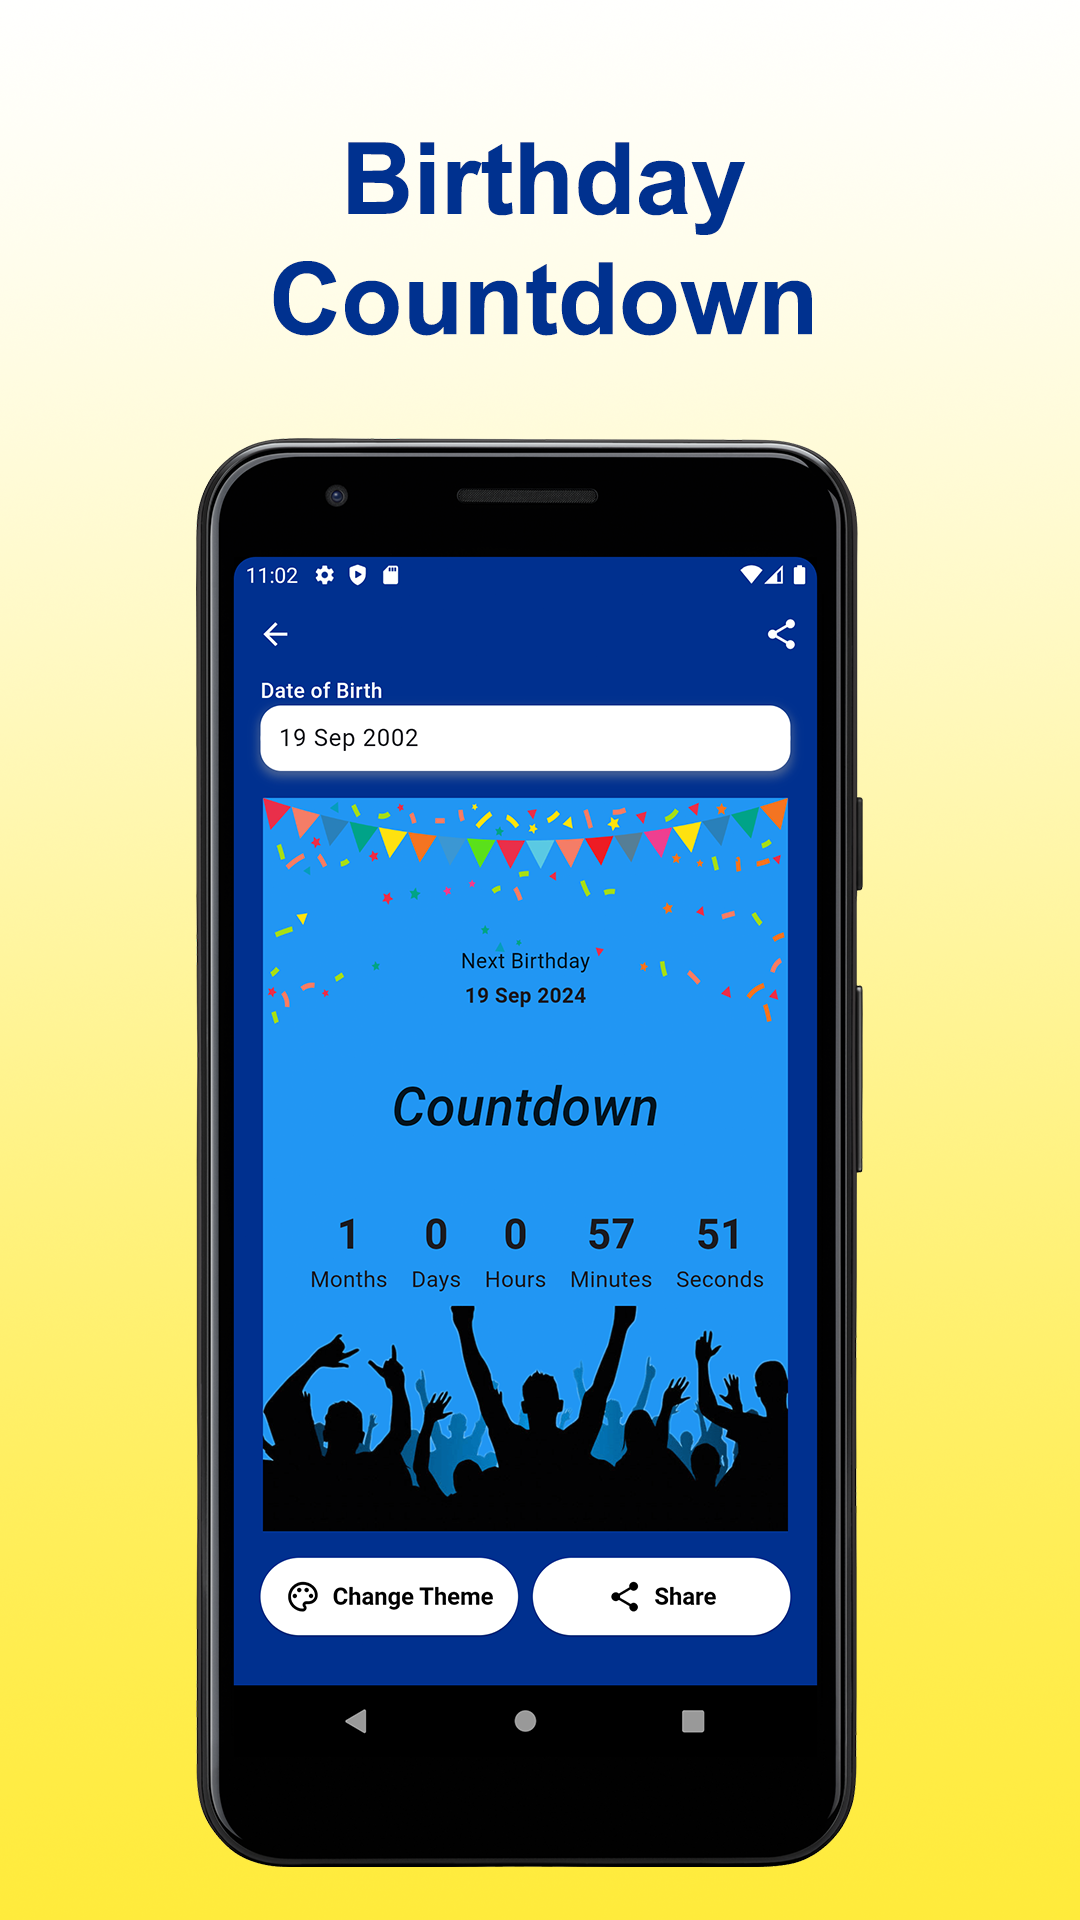 Birthday
Countdown
11:02
Date of Birth
19 Sep 2002
Next Birthday
19 Sep 2024
Countdown
1 0 0 57 51
Months Days Hours Minutes Seconds
Change Theme Share